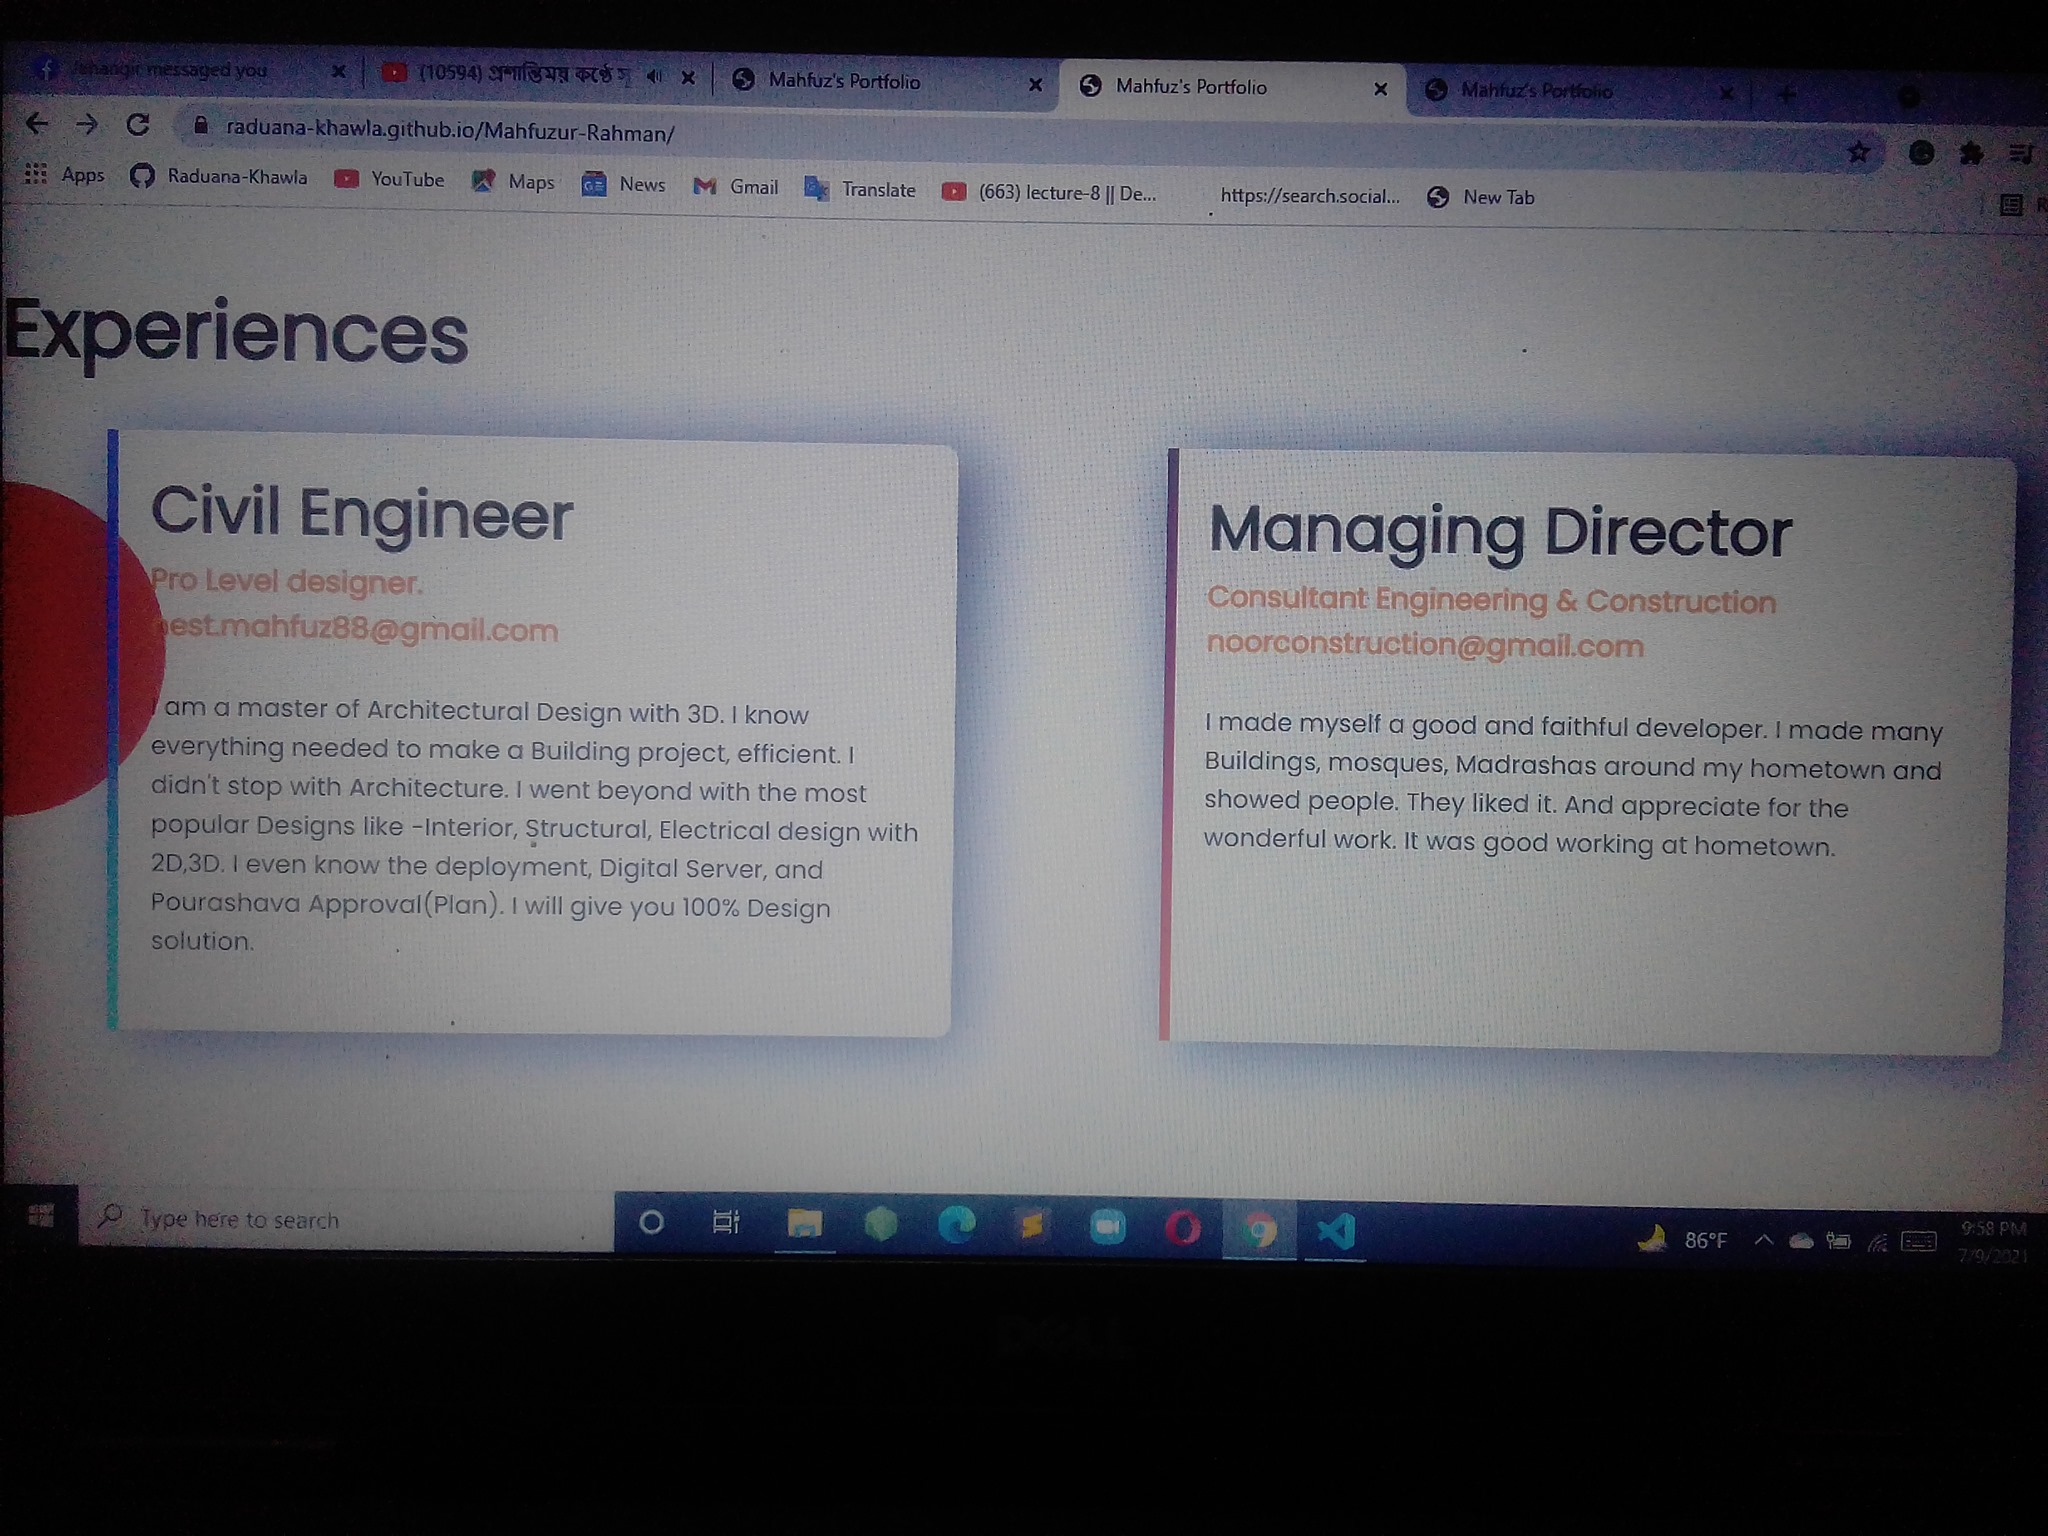 messaged you
(10594) প্রশান্তিময় কণ্ঠে
Mahfuz's Portfolio
Mahfuz's Portfolio
Mahfuz's Portfolio
raduana-khawla.github.io/Mahfuzur-Rahman/
Apps
Raduana-Khawla
YouTube
Maps
News
Gmail
Translate
(663) lecture-8 || De...
https://search.social...
New Tab
Experiences
Civil Engineer
Pro Level designer.
best.mahfuz88@gmail.com
I am a master of Architectural Design with 3D. I know
everything needed to make a Building project, efficient. I
didn't stop with Architecture. I went beyond with the most
popular Designs like -Interior, Structural, Electrical design with
2D,3D. I even know the deployment, Digital Server, and
Pourashava Approval(Plan). I will give you 100% Design
solution.
Managing Director
Consultant Engineering & Construction
noorconstruction@gmail.com
I made myself a good and faithful developer. I made many
Buildings, mosques, Madrashas around my hometown and
showed people. They liked it. And appreciate for the
wonderful work. It was good working at hometown.
Type here to search
86°F
9:58 PM
7/9/2021
DELL